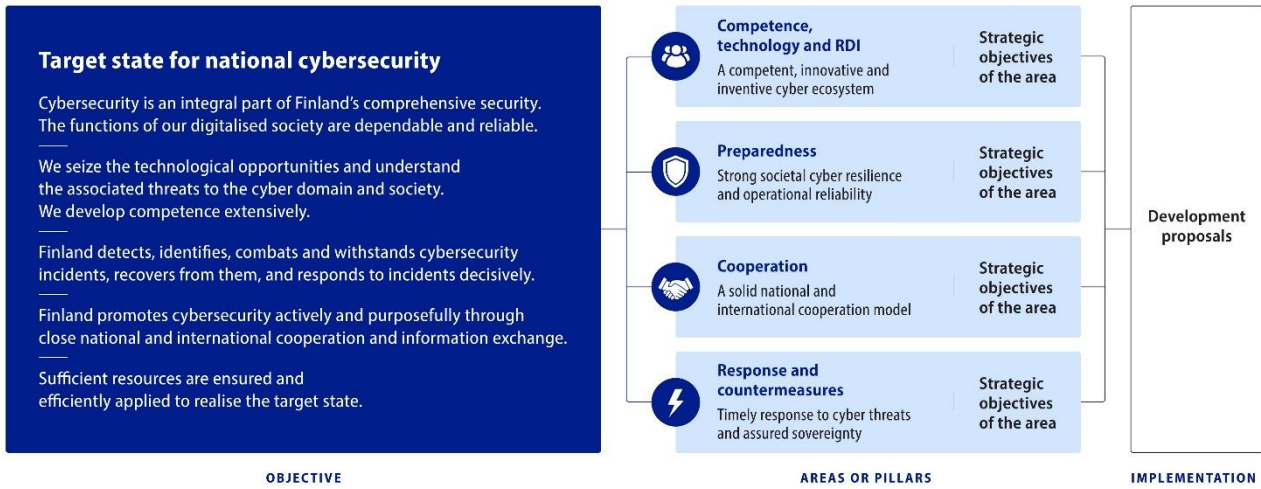 Target state for national cybersecurity
Cybersecurity is an integral part of Finland's comprehensive security.
The functions of our digitalised society are dependable and reliable.
We seize the technological opportunities and understand
the associated threats to the cyber domain and society.
We develop competence extensively.
Finland detects, identifies, combats and withstands cybersecurity
incidents, recovers from them, and responds to incidents decisively.
Finland promotes cybersecurity actively and purposefully through
close national and international cooperation and information exchange.
Sufficient resources are ensured and
efficiently applied to realise the target state.
OBJECTIVE
Competence,
technology and RDI
A competent, innovative and
inventive cyber ecosystem
Strategic
objectives
of the area
Preparedness
Strong societal cyber resilience
and operational reliability
Strategic
objectives
of the area
Cooperation
A solid national and
international cooperation model
Strategic
objectives
of the area
Response and
countermeasures
Timely response to cyber threats
and assured sovereignty
Strategic
objectives
of the area
AREAS OR PILLARS
Development
proposals
IMPLEMENTATION